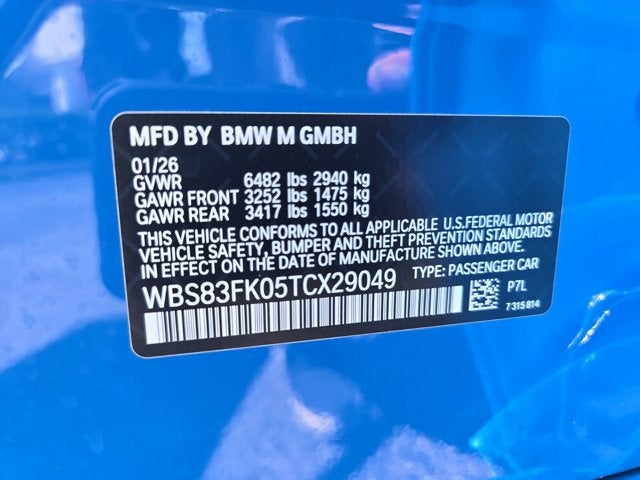 MFD BY BMW M GMBH
01/26
GVWR 6482 lbs 2940 kg
GAWR FRONT 3252 lbs 1475 kg
GAWR REAR 3417 lbs 1550 kg
THIS VEHICLE CONFORMS TO ALL APPLICABLE U.S.FEDERAL MOTOR
VEHICLE SAFETY, BUMPER AND THEFT PREVENTION STANDARDS
IN EFFECT ON THE DATE OF MANUFACTURE SHOWN ABOVE.
WBS83FK05TCX29049 TYPE: PASSENGER CAR
P7L
7315814